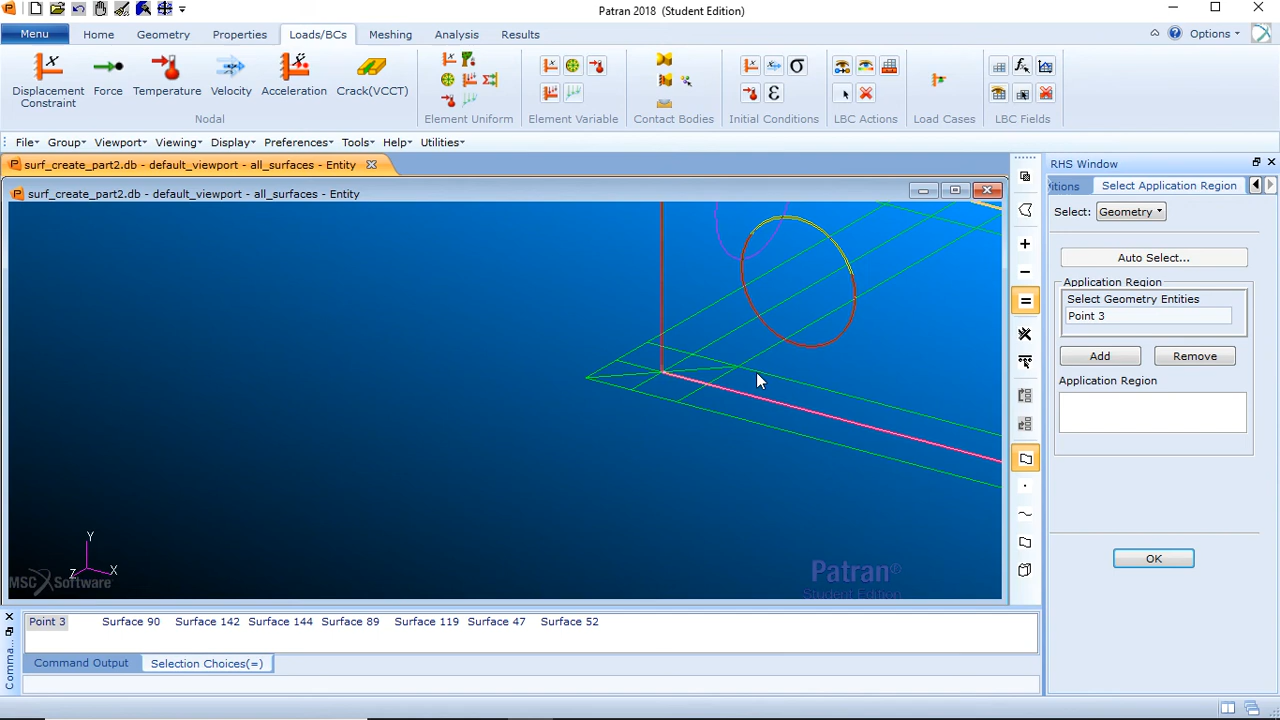 Patran 2018 (Student Edition)
Menu Home Geometry Properties Loads/BCs Meshing Analysis Results Options
Displacement Constraint Force Temperature Velocity Acceleration Crack(VCCT)
Nodal Element Uniform Element Variable Contact Bodies Initial Conditions LBC Actions Load Cases LBC Fields
File Group Viewport Viewing Display Preferences Tools Help Utilities
surf_create_part2.db - default_viewport - all_surfaces - Entity
surf_create_part2.db - default_viewport - all_surfaces - Entity
RHS Window
itions Select Application Region
Select: Geometry
Auto Select...
Application Region
Select Geometry Entities
Point 3
Add Remove
Application Region
OK
Y
X
Z
MSC Software
Patran®
Student Edition
Point 3 Surface 90 Surface 142 Surface 144 Surface 89 Surface 119 Surface 47 Surface 52
Comma...
Command Output Selection Choices(=)